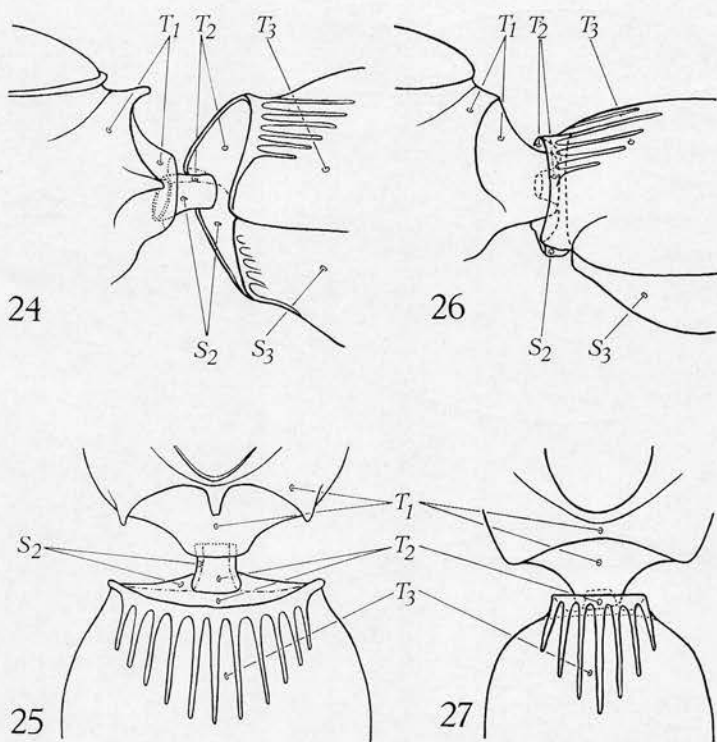 T₁ T₂ T₃
24
S₂ S₃
T₁ T₂ T₃
26
S₂ S₃
S₂
T₁
T₂
T₃
25
27